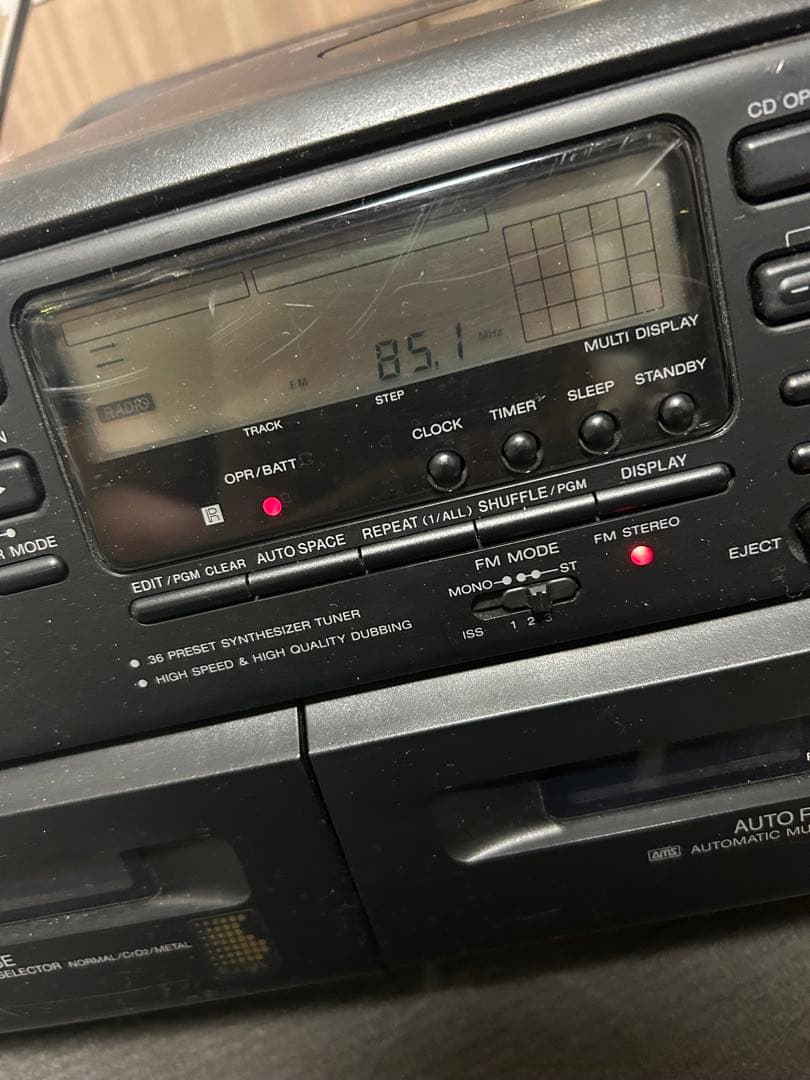 CD OP
85.1 MHz
FM
RADIO
MULTI DISPLAY
TRACK
STEP
CLOCK
TIMER
SLEEP
STANDBY
OPR/BATT
R MODE
EDIT/PGM CLEAR
AUTO SPACE
REPEAT (1/ALL)
SHUFFLE/PGM
DISPLAY
FM MODE
MONO
ST
ISS 1 2 3
FM STEREO
EJECT
• 36 PRESET SYNTHESIZER TUNER
• HIGH SPEED & HIGH QUALITY DUBBING
AUTO
AMS AUTOMATIC MU
SE
SELECTOR NORMAL/CrO2/METAL